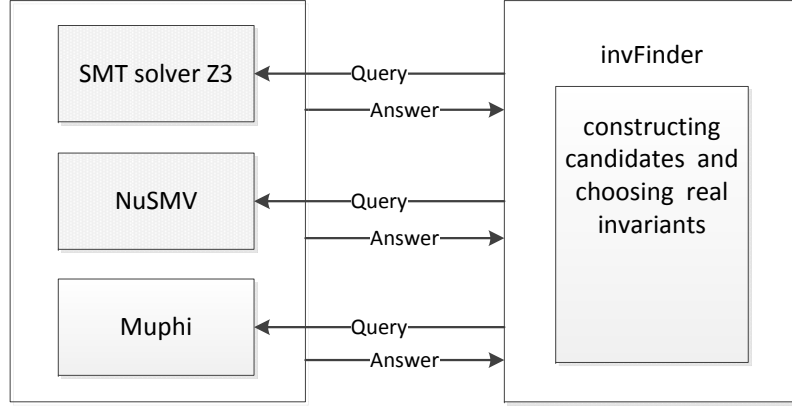 SMT solver Z3
Query
Answer
NuSMV
Query
Answer
Muphi
Query
Answer
invFinder
constructing
candidates and
choosing real
invariants